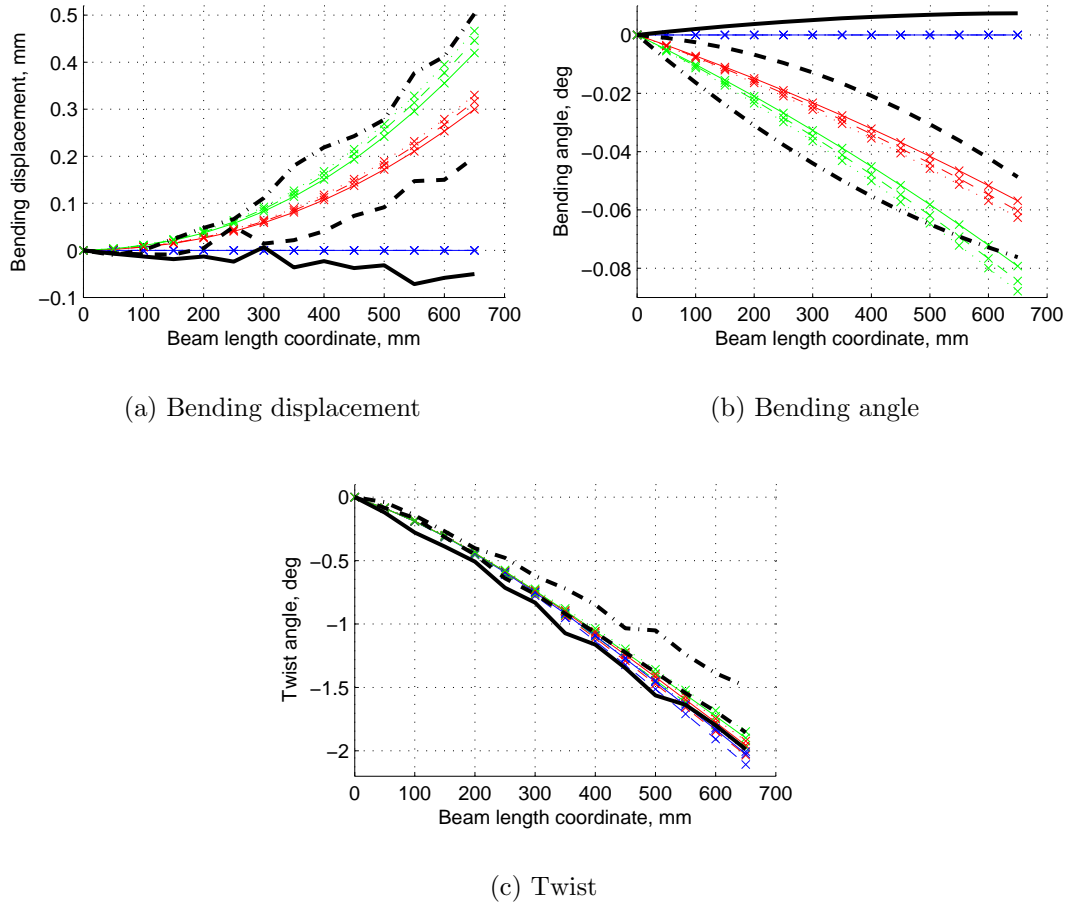 0.5
0.4
0.3
0.2
0.1
0
−0.1
0 100 200 300 400 500 600 700
Bending displacement, mm
Beam length coordinate, mm
(a) Bending displacement
0
−0.02
−0.04
−0.06
−0.08
0 100 200 300 400 500 600 700
Bending angle, deg
Beam length coordinate, mm
(b) Bending angle
0
−0.5
−1
−1.5
−2
0 100 200 300 400 500 600 700
Twist angle, deg
Beam length coordinate, mm
(c) Twist